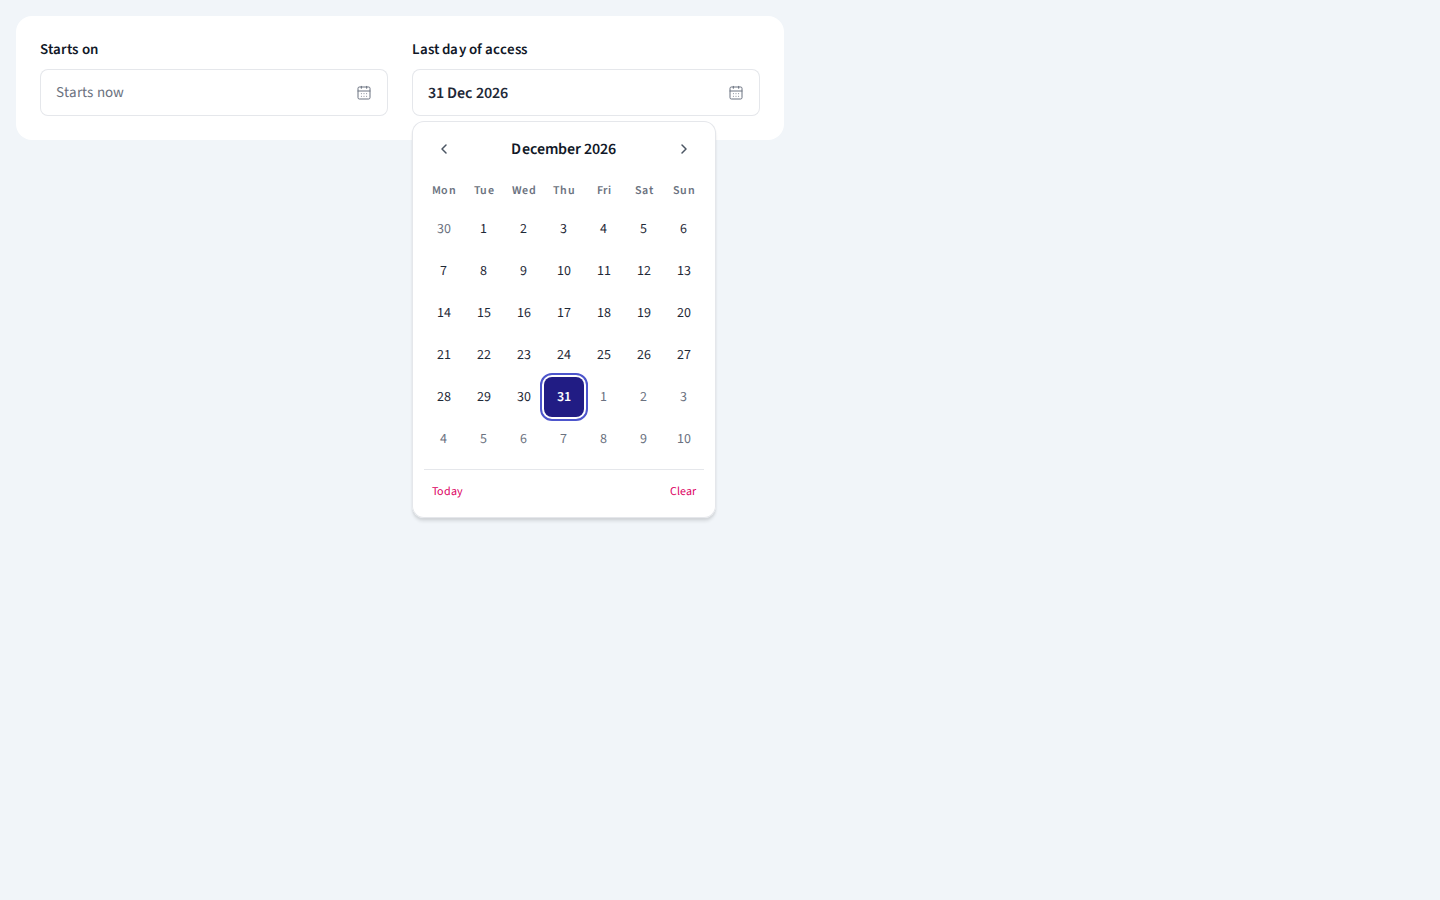 Starts on
Starts now
Last day of access
31 Dec 2026
December 2026
Mon Tue Wed Thu Fri Sat Sun
30 1 2 3 4 5 6
7 8 9 10 11 12 13
14 15 16 17 18 19 20
21 22 23 24 25 26 27
28 29 30 31 1 2 3
4 5 6 7 8 9 10
Today Clear